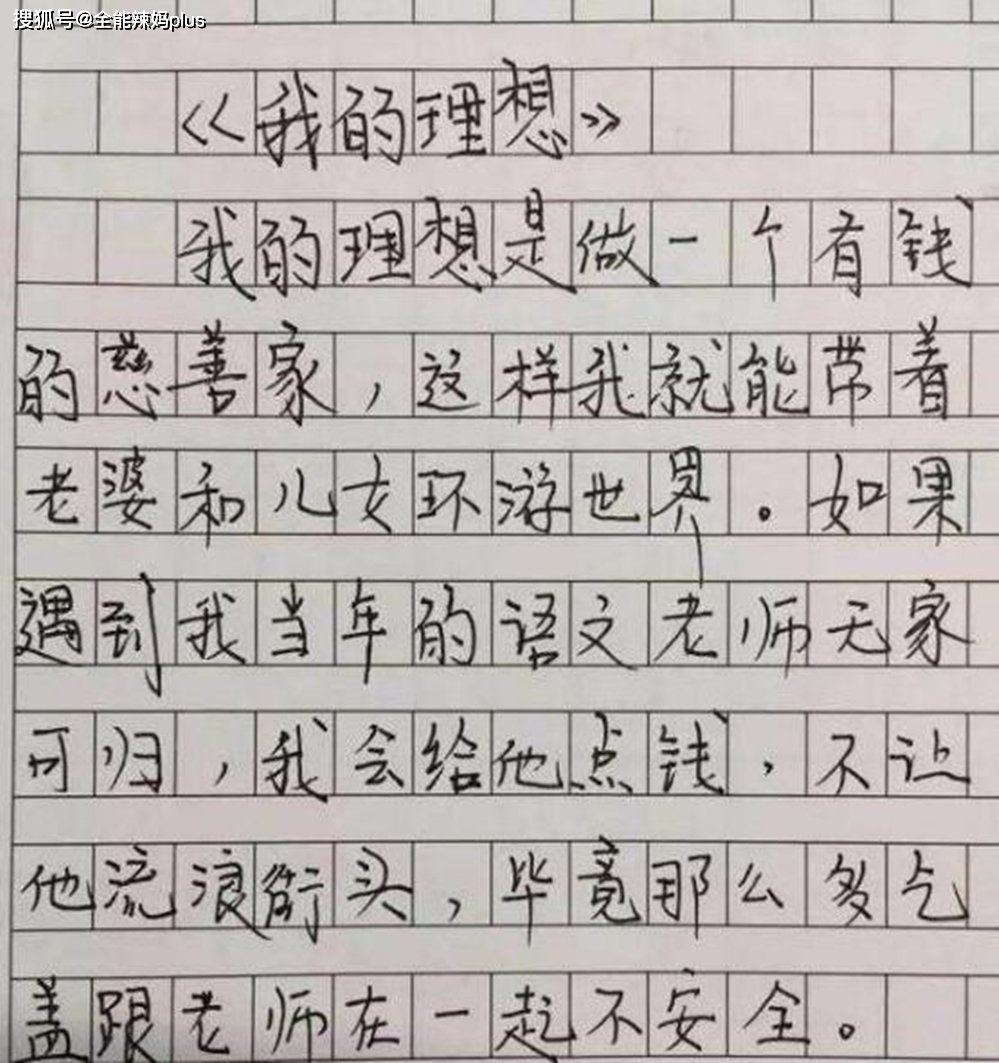 搜狐号@全能辣妈plus
《我的理想》
我的理想是做一个有钱
的慈善家，这样我就能带着
老婆和儿女环游世界。如果
遇到我当年的语文老师无家
可归，我会给他点钱，不让
他流浪街头，毕竟那么多乞
盖跟老师在一起不安全。